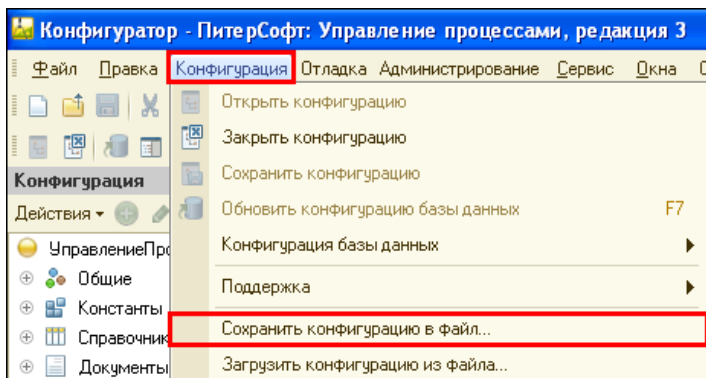 Конфигуратор - ПитерСофт: Управление процессами, редакция 3
Файл Правка Конфигурация Отладка Администрирование Сервис Окна
Открыть конфигурацию
Закрыть конфигурацию
Сохранить конфигурацию
Обновить конфигурацию базы данных F7
Конфигурация базы данных
Поддержка
Сохранить конфигурацию в файл...
Загрузить конфигурацию из файла...
Конфигурация
Действия
УправлениеПро
Общие
Константы
Справочник
Документы